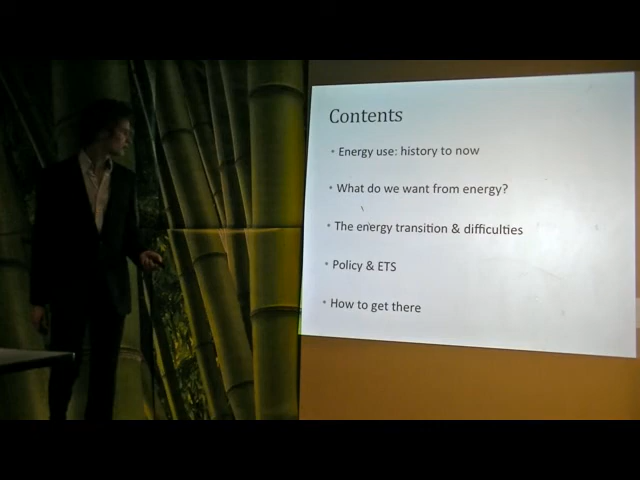 Contents
• Energy use: history to now
• What do we want from energy?
• The energy transition & difficulties
• Policy & ETS
• How to get there